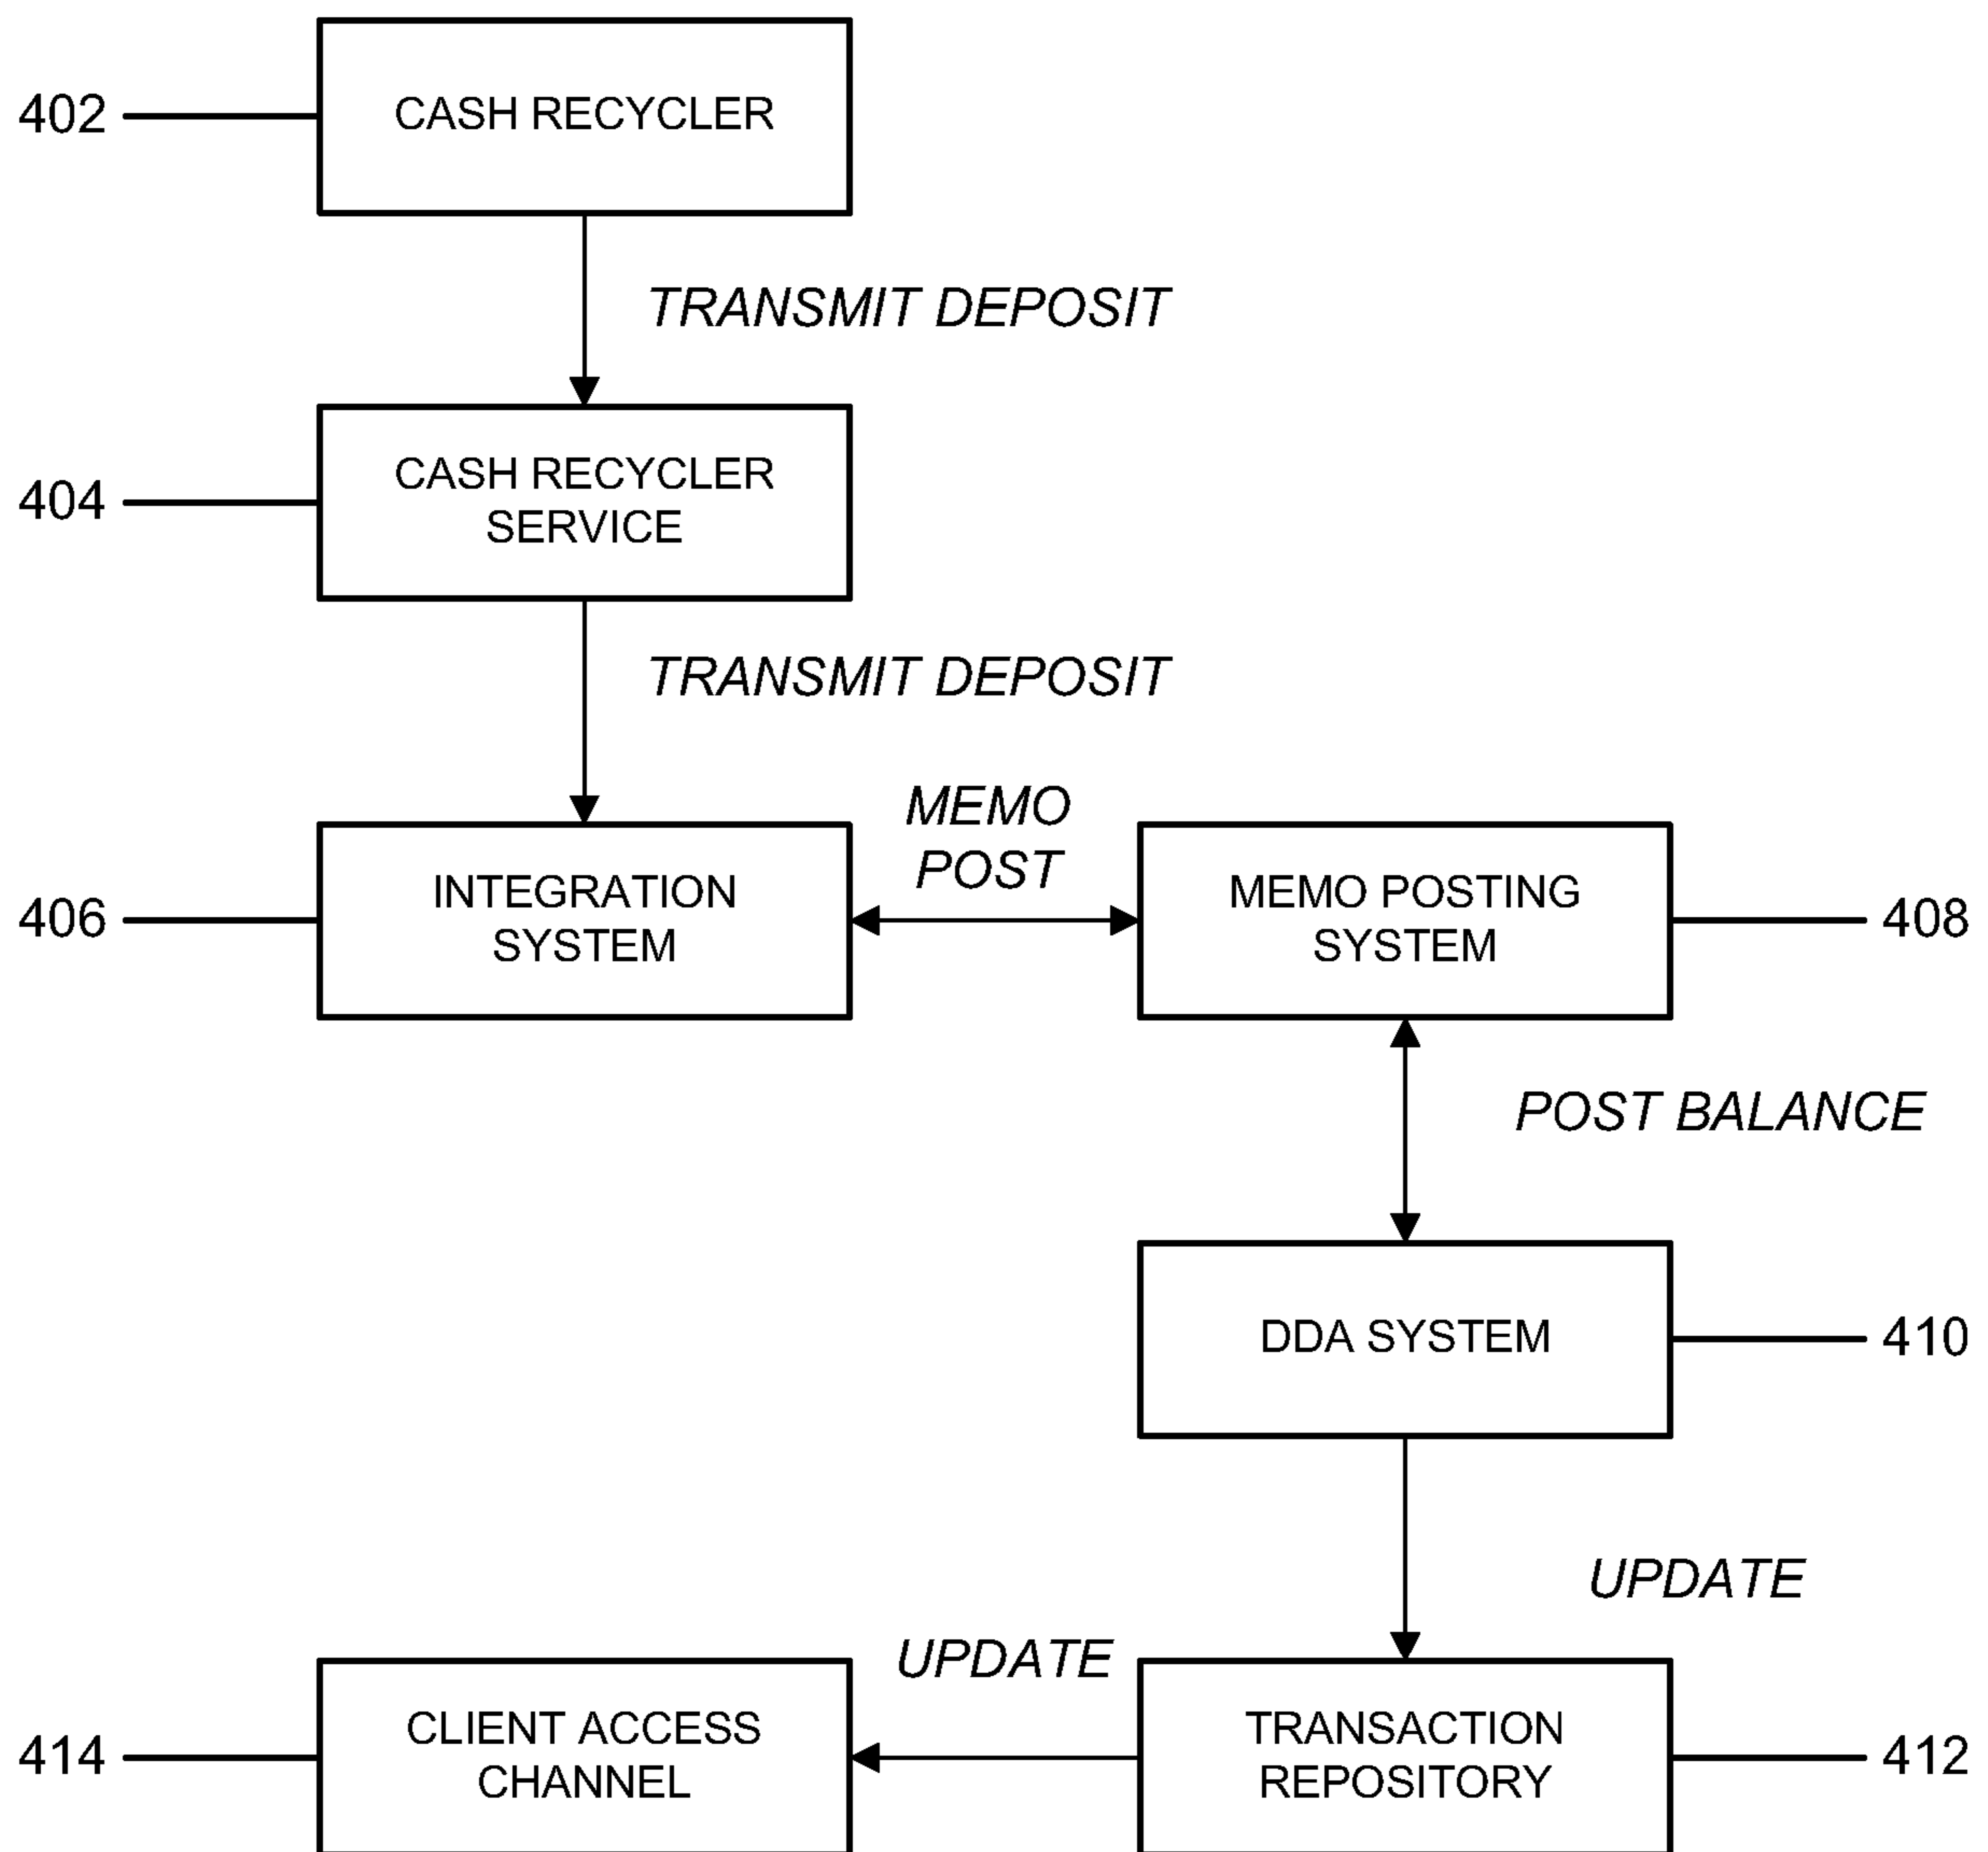 402
CASH RECYCLER
TRANSMIT DEPOSIT
404
CASH RECYCLER
SERVICE
TRANSMIT DEPOSIT
MEMO
POST
406
INTEGRATION
SYSTEM
MEMO POSTING
SYSTEM
408
POST BALANCE
DDA SYSTEM
410
UPDATE
UPDATE
414
CLIENT ACCESS
CHANNEL
TRANSACTION
REPOSITORY
412